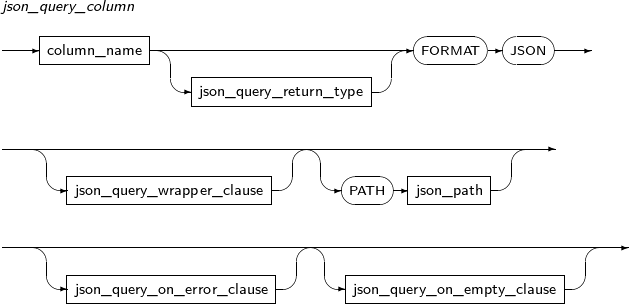 json_query_column
column_name FORMAT JSON
json_query_return_type
json_query_wrapper_clause PATH json_path
json_query_on_error_clause json_query_on_empty_clause